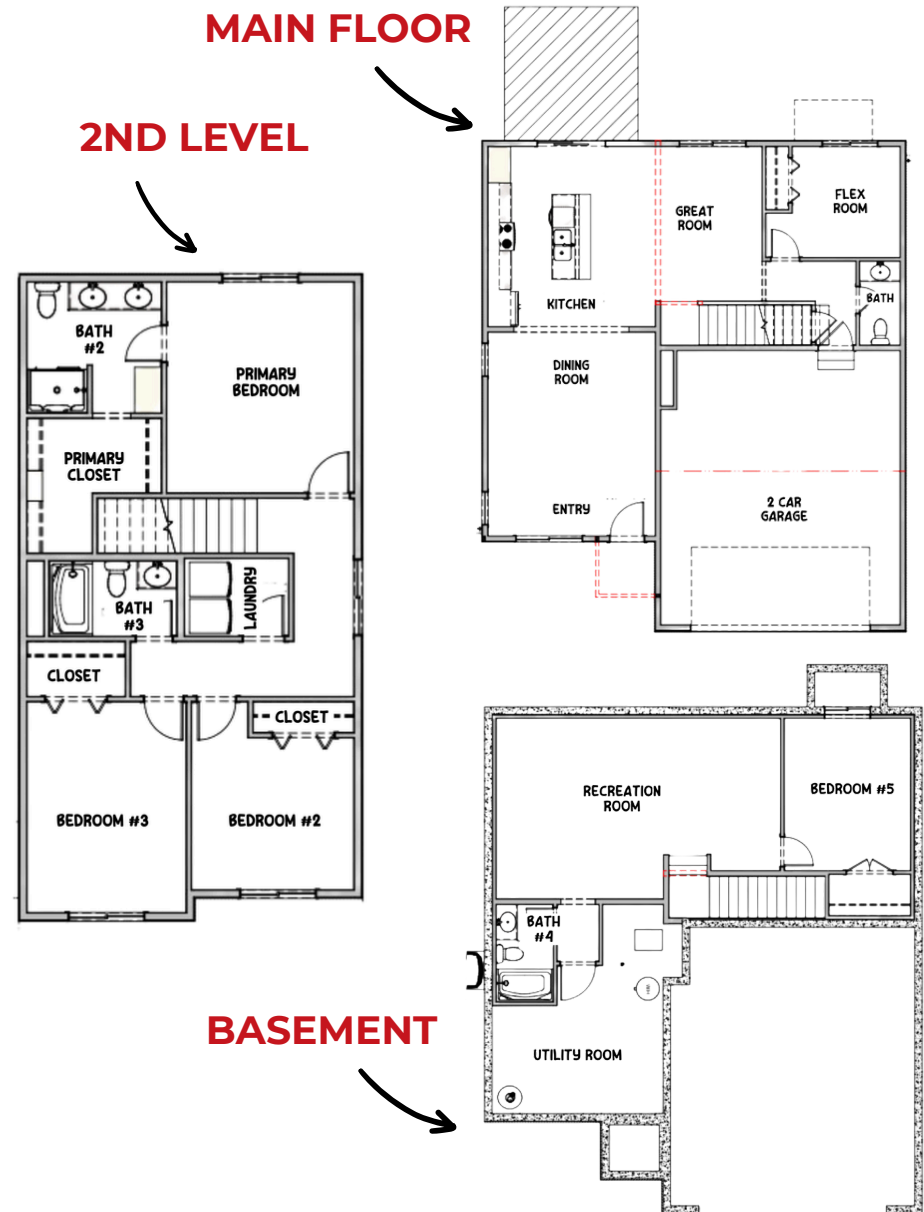 MAIN FLOOR
2ND LEVEL
BATH
#2
PRIMARY
BEDROOM
PRIMARY
CLOSET
BATH
#3
LAUNDRY
CLOSET
CLOSET
BEDROOM #3
BEDROOM #2
GREAT
ROOM
FLEX
ROOM
KITCHEN
BATH
DINING
ROOM
ENTRY
2 CAR
GARAGE
RECREATION
ROOM
BEDROOM #5
BATH
#4
UTILITY ROOM
BASEMENT